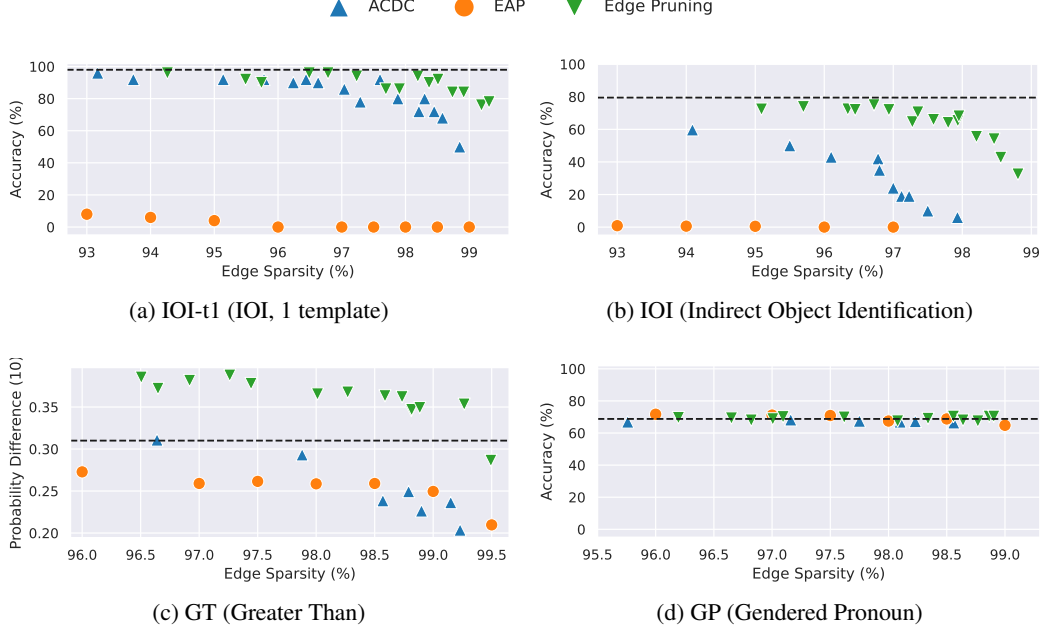 ACDC EAP Edge Pruning
100
80
60
40
20
0
Accuracy (%)
93 94 95 96 97 98 99
Edge Sparsity (%)
(a) IOI-t1 (IOI, 1 template)
100
80
60
40
20
0
Accuracy (%)
93 94 95 96 97 98 99
Edge Sparsity (%)
(b) IOI (Indirect Object Identification)
0.35
0.30
0.25
0.20
Probability Difference (10)
96.0 96.5 97.0 97.5 98.0 98.5 99.0 99.5
Edge Sparsity (%)
(c) GT (Greater Than)
100
80
60
40
20
0
Accuracy (%)
95.5 96.0 96.5 97.0 97.5 98.0 98.5 99.0
Edge Sparsity (%)
(d) GP (Gendered Pronoun)